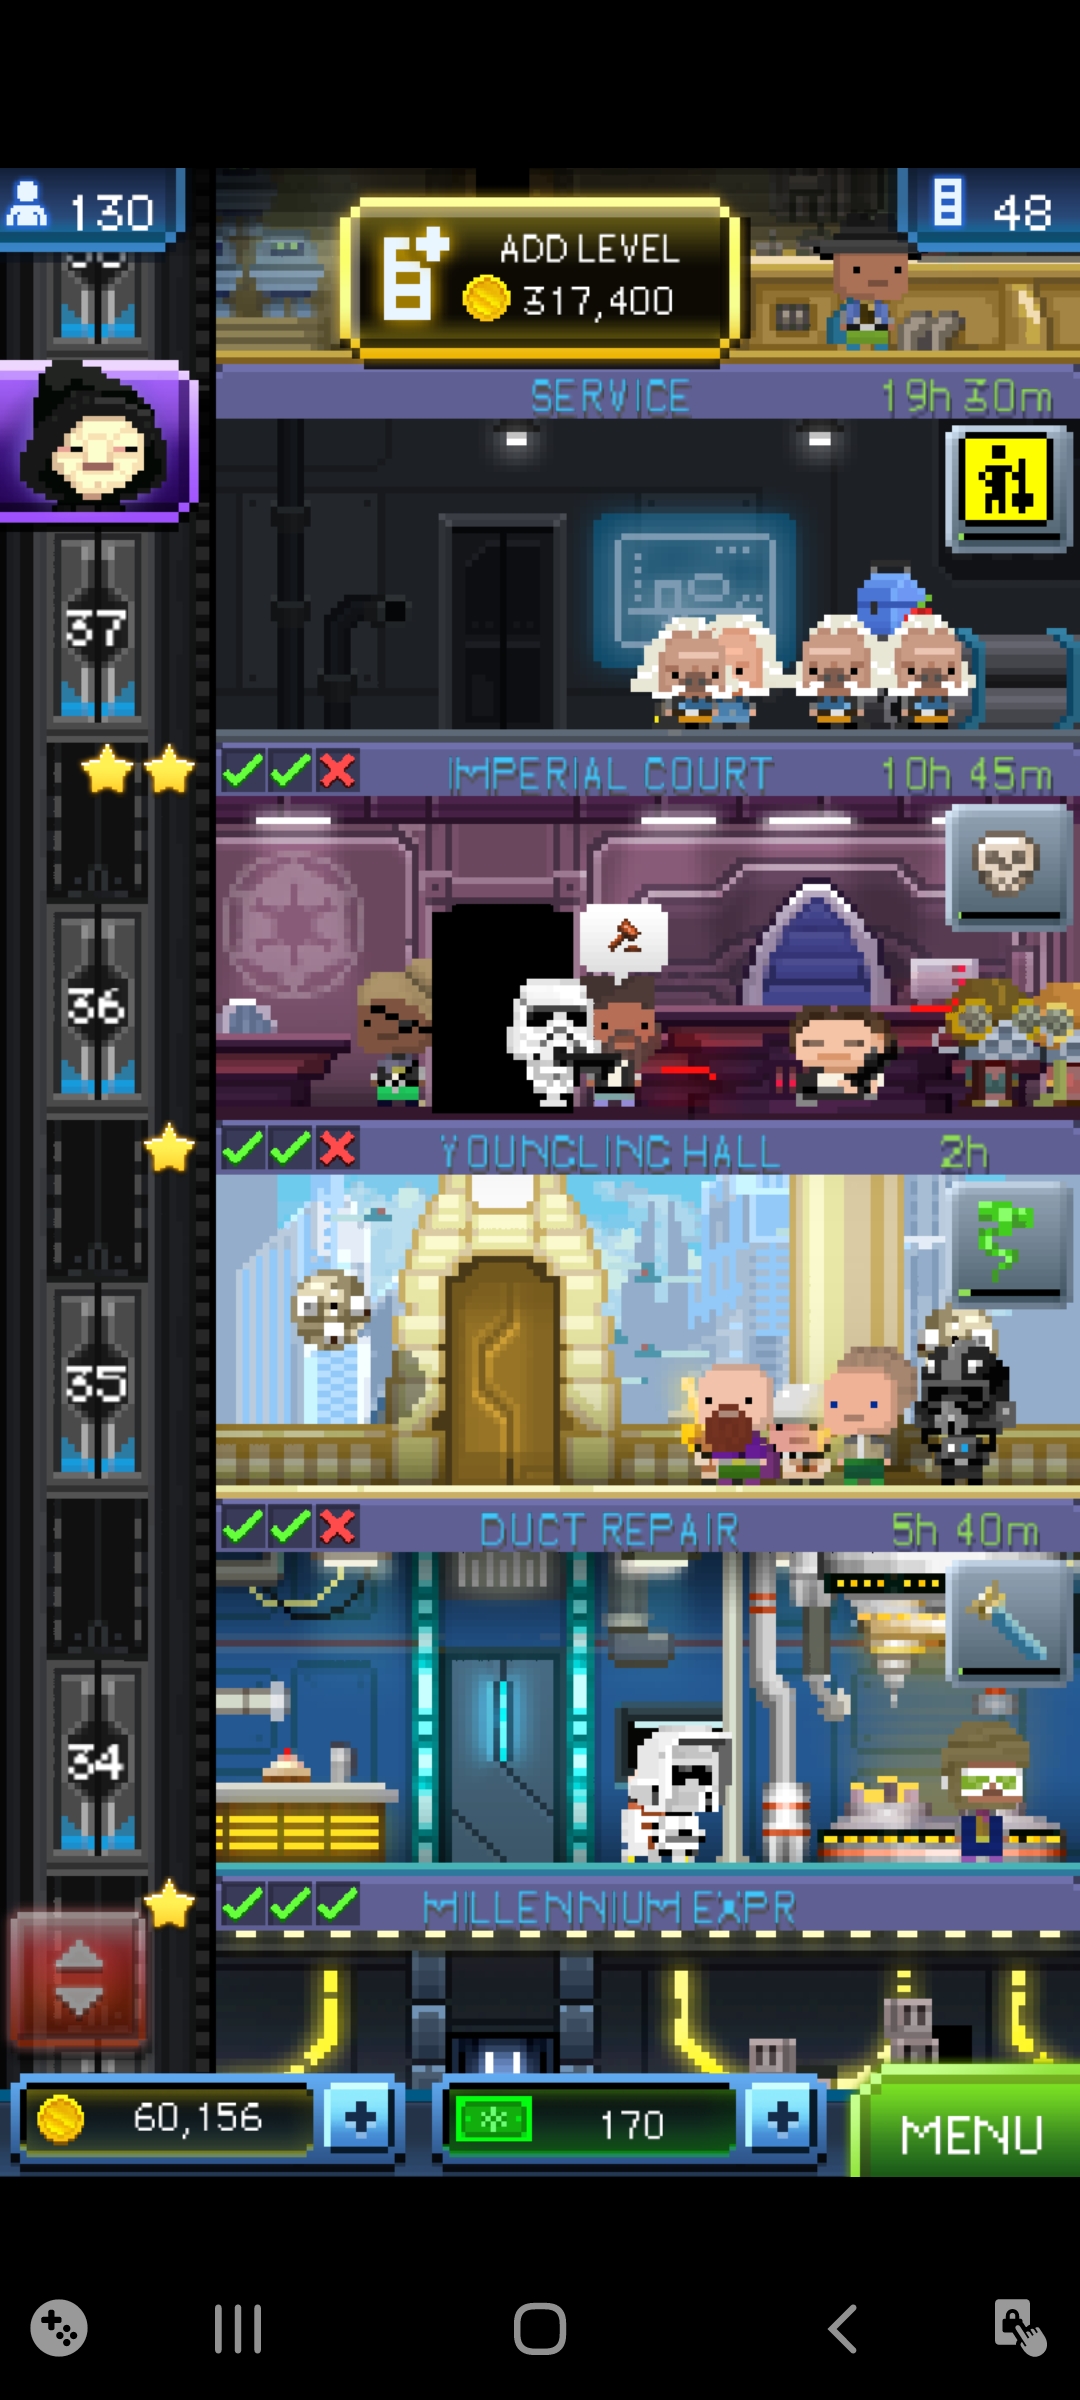 130
48
ADD LEVEL
317,400
SERVICE
19h 30m
37
IMPERIAL COURT
10h 45m
36
YOUNGLING HALL
2h
35
DUCT REPAIR
5h 40m
34
MILLENNIUM EXPR
60,156
170
MENU